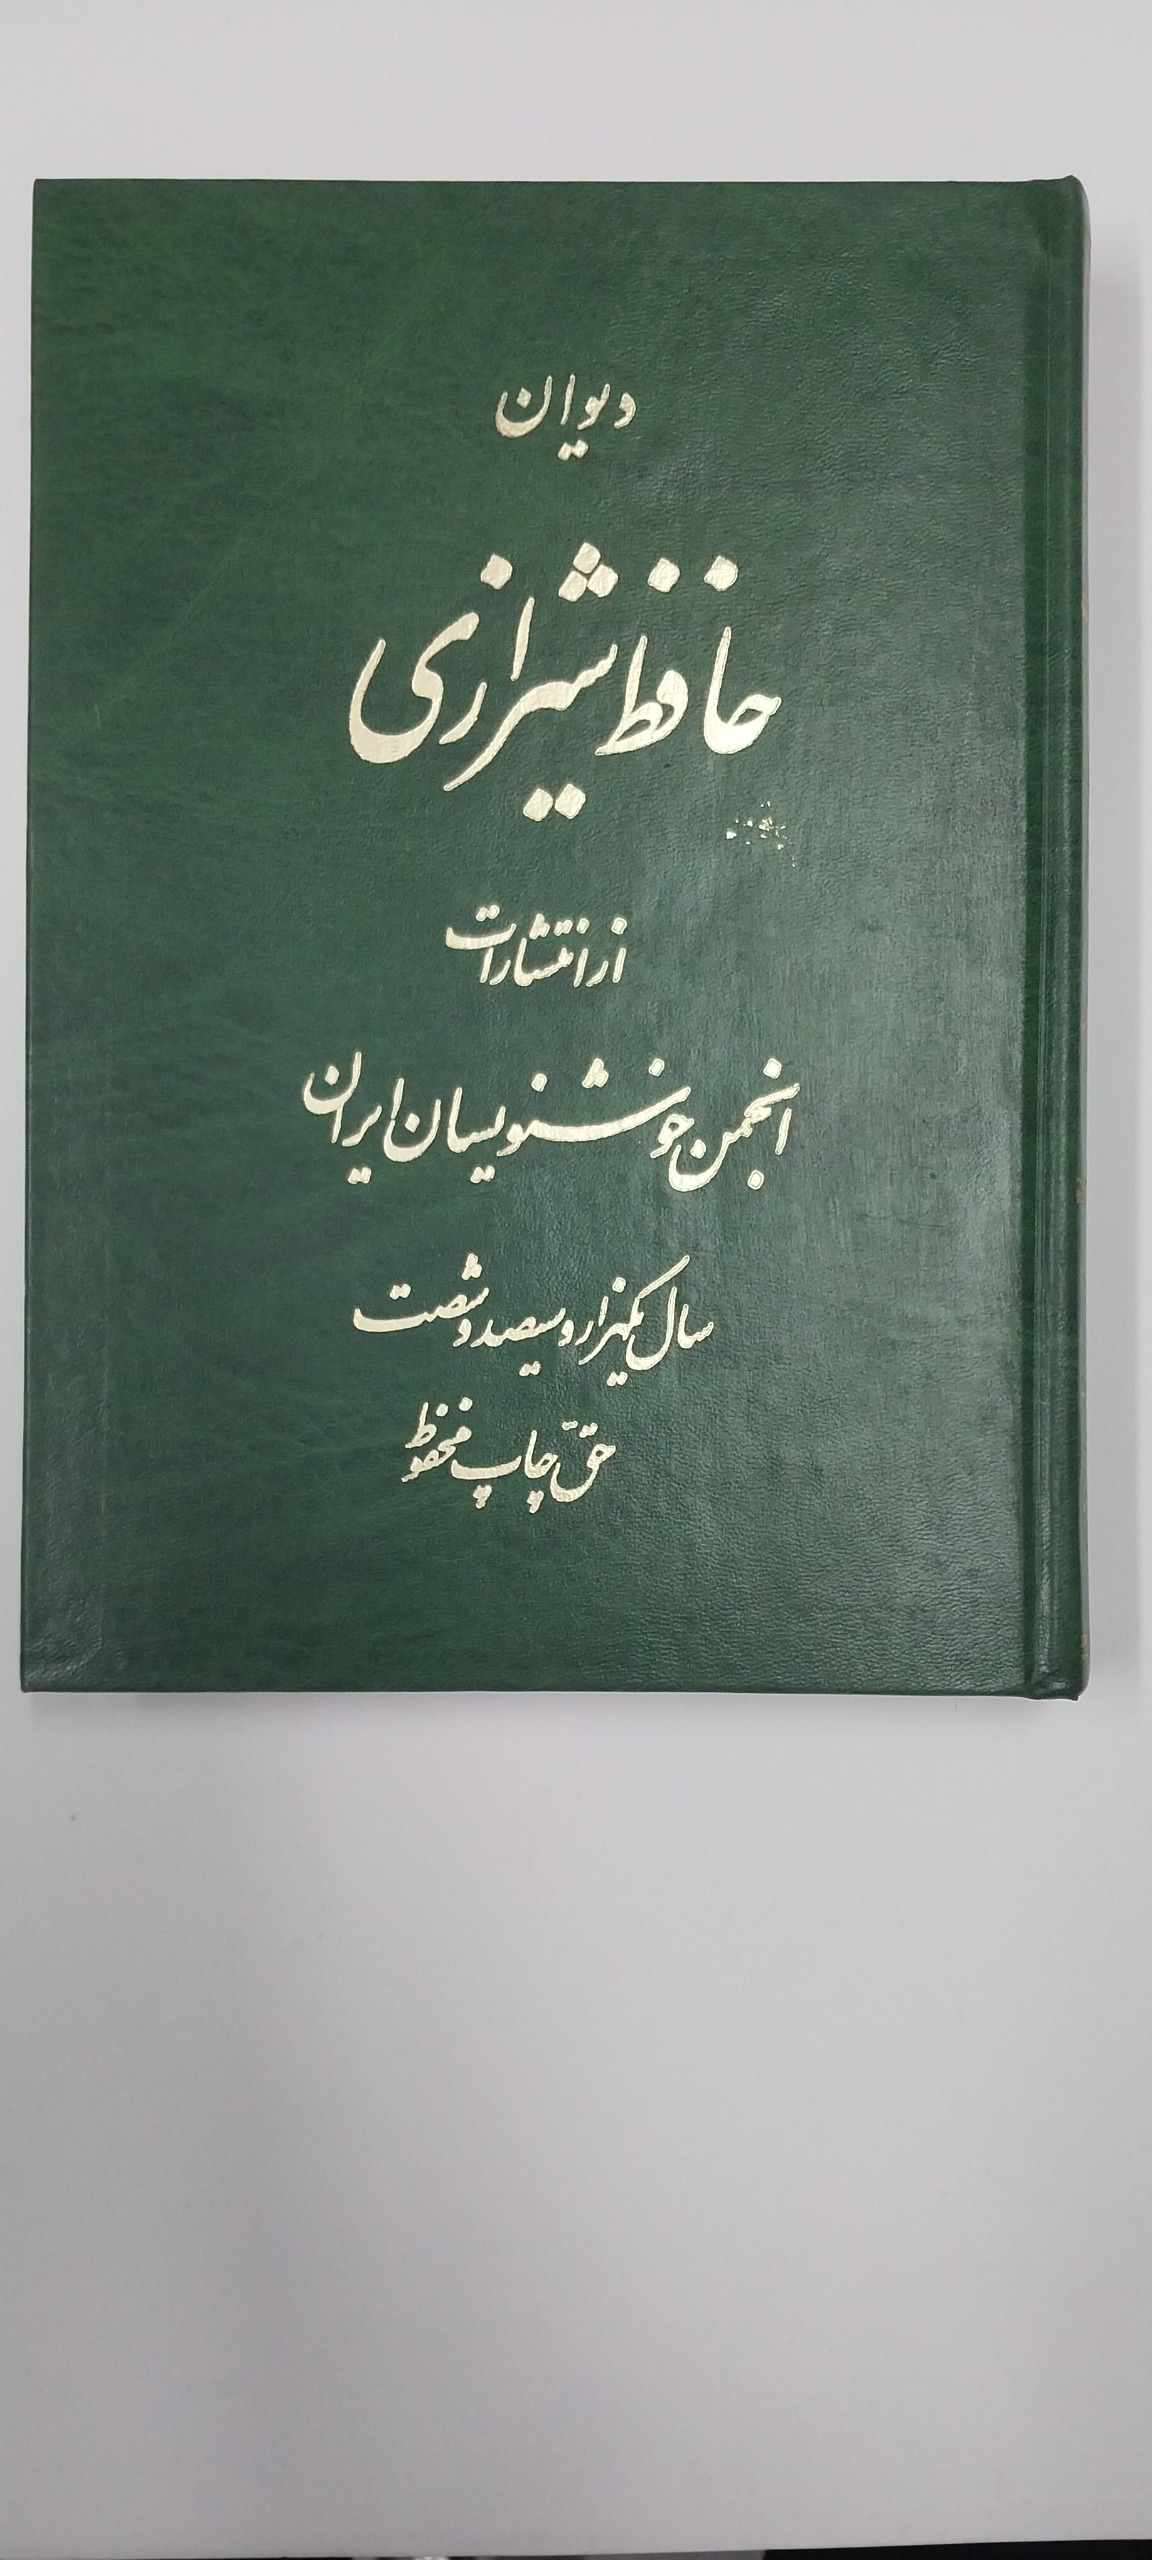 دیوان
حافظ شیرازی
از انتشارات
انجمن خوشنویسان ایران
سال یکهزار و سیصد و شصت
حقّ چاپ محفوظ